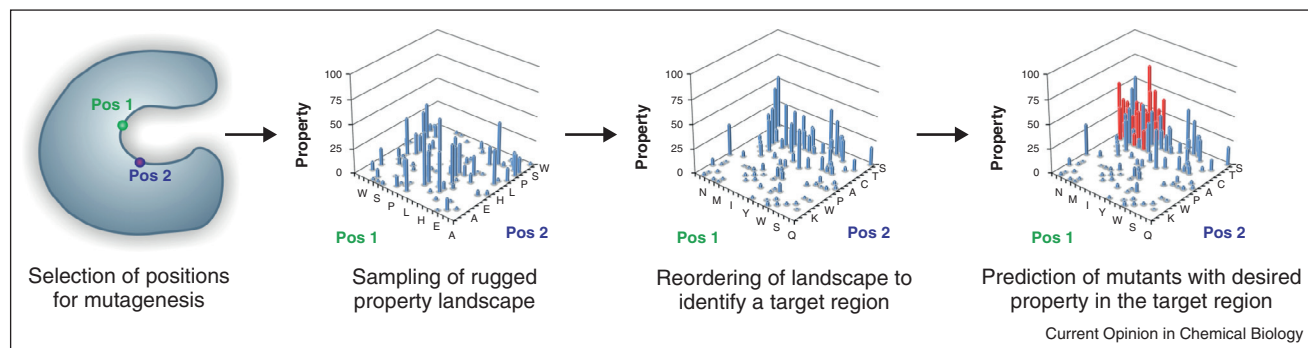 Pos 1
Pos 2
Selection of positions
for mutagenesis
Property
100
75
50
25
0
W S P L H E A
A E H L P S W
Pos 1
Pos 2
Sampling of rugged
property landscape
Property
100
75
50
25
0
N M I Y W S Q
K W P A C T S
Pos 1
Pos 2
Reordering of landscape to
identify a target region
Property
100
75
50
25
0
N M I Y W S Q
K W P A C T S
Pos 1
Pos 2
Prediction of mutants with desired
property in the target region
Current Opinion in Chemical Biology